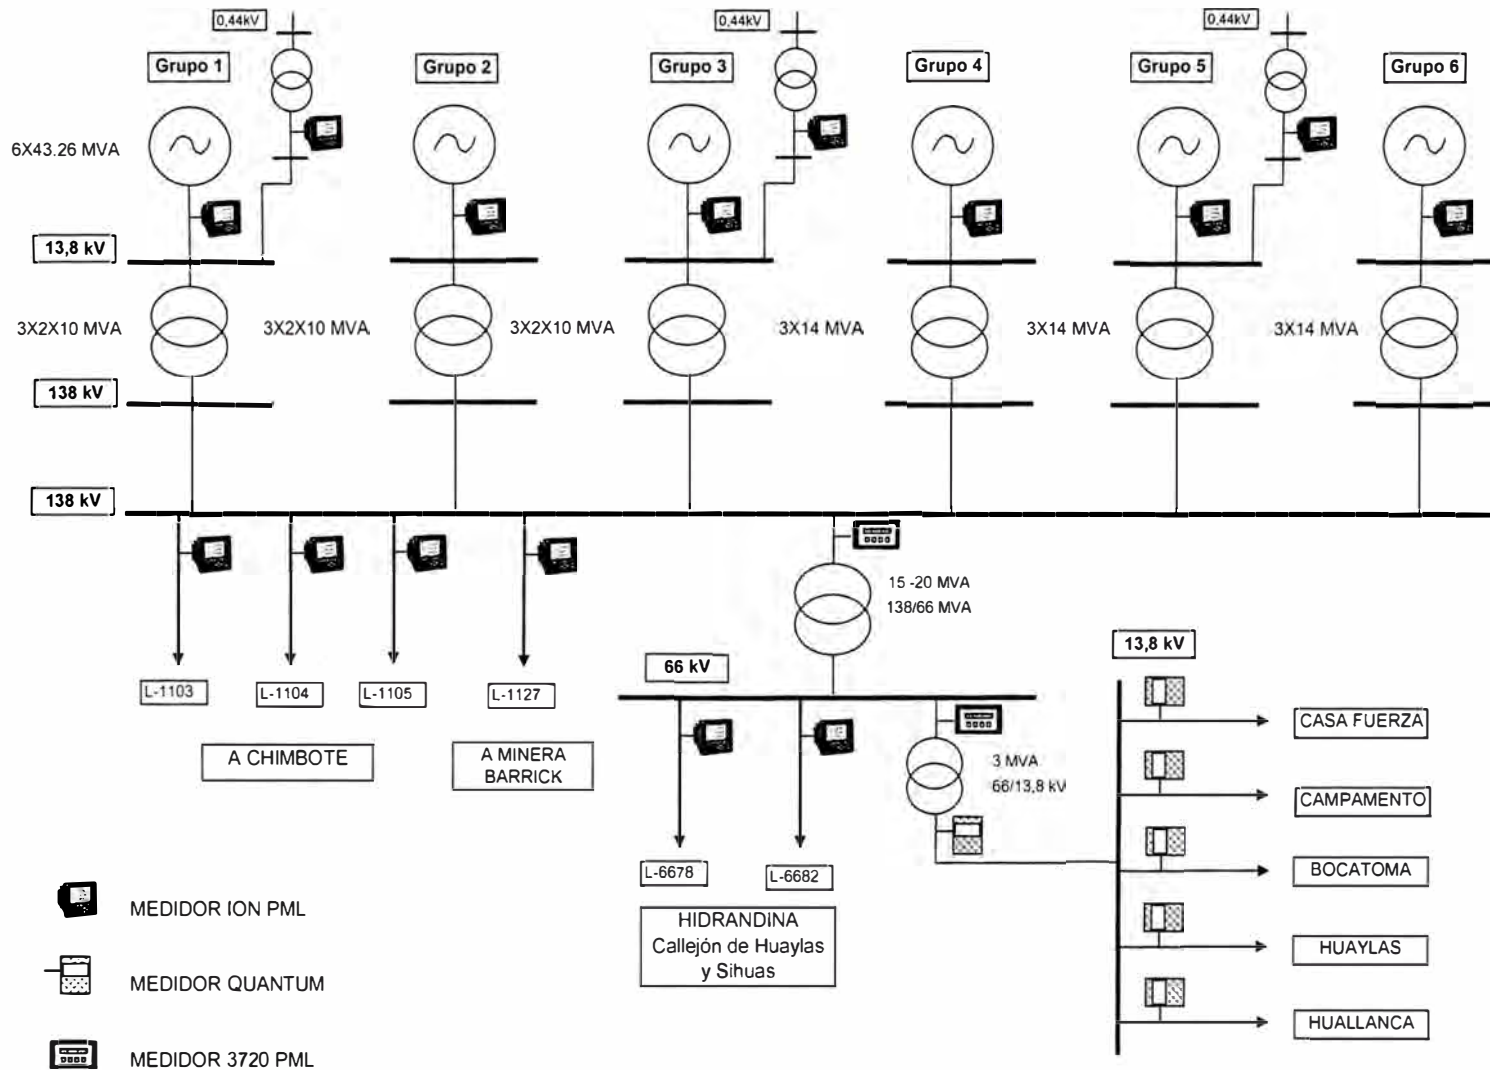 0,44kV
0,44kV
0,44kV
Grupo 1
Grupo 2
Grupo 3
Grupo 4
Grupo 5
Grupo 6
6X43.26 MVA
13,8 kV
3X2X10 MVA
3X2X10 MVA
3X2X10 MVA
3X14 MVA
3X14 MVA
3X14 MVA
138 kV
138 kV
15 -20 MVA
138/66 MVA
L-1103
L-1104
L-1105
L-1127
A CHIMBOTE
A MINERA
BARRICK
66 kV
13,8 kV
3 MVA
66/13,8 kV
CASA FUERZA
CAMPAMENTO
BOCATOMA
HUAYLAS
HUALLANCA
L-6678
L-6682
HIDRANDINA
Callejón de Huaylas
y Sihuas
MEDIDOR ION PML
MEDIDOR QUANTUM
MEDIDOR 3720 PML